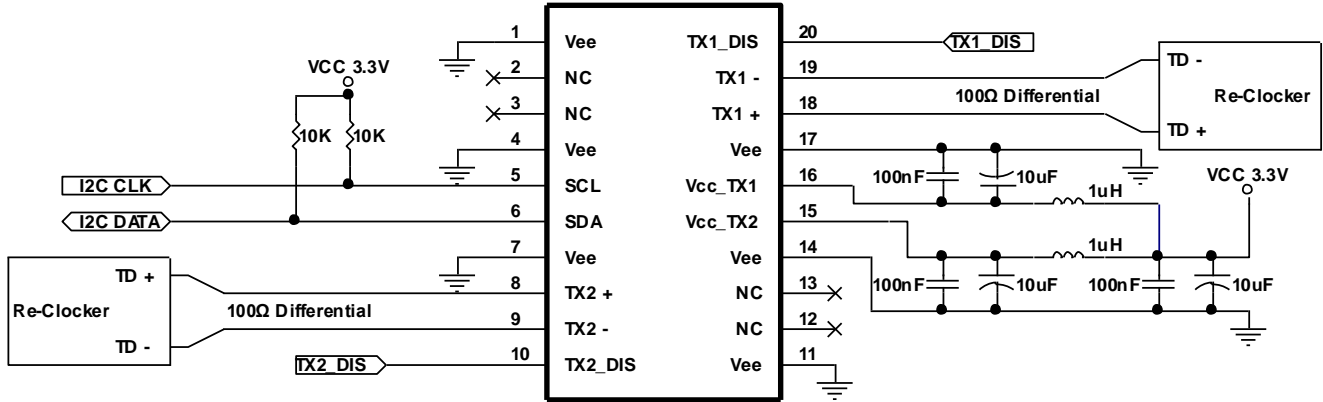 1 Vee TX1_DIS 20 TX1_DIS
2 NC TX1 - 19 TD -
VCC 3.3V
100Ω Differential Re-Clocker
3 NC TX1 + 18 TD +
10K 10K
4 Vee Vee 17
I2C CLK 5 SCL Vcc_TX1 16 100nF 10uF VCC 3.3V
1uH
I2C DATA 6 SDA Vcc_TX2 15
1uH
7 Vee Vee 14
TD + 8 TX2 + NC 13 100nF 10uF 100nF 10uF
Re-Clocker 100Ω Differential
TD - 9 TX2 - NC 12
TX2_DIS 10 TX2_DIS Vee 11